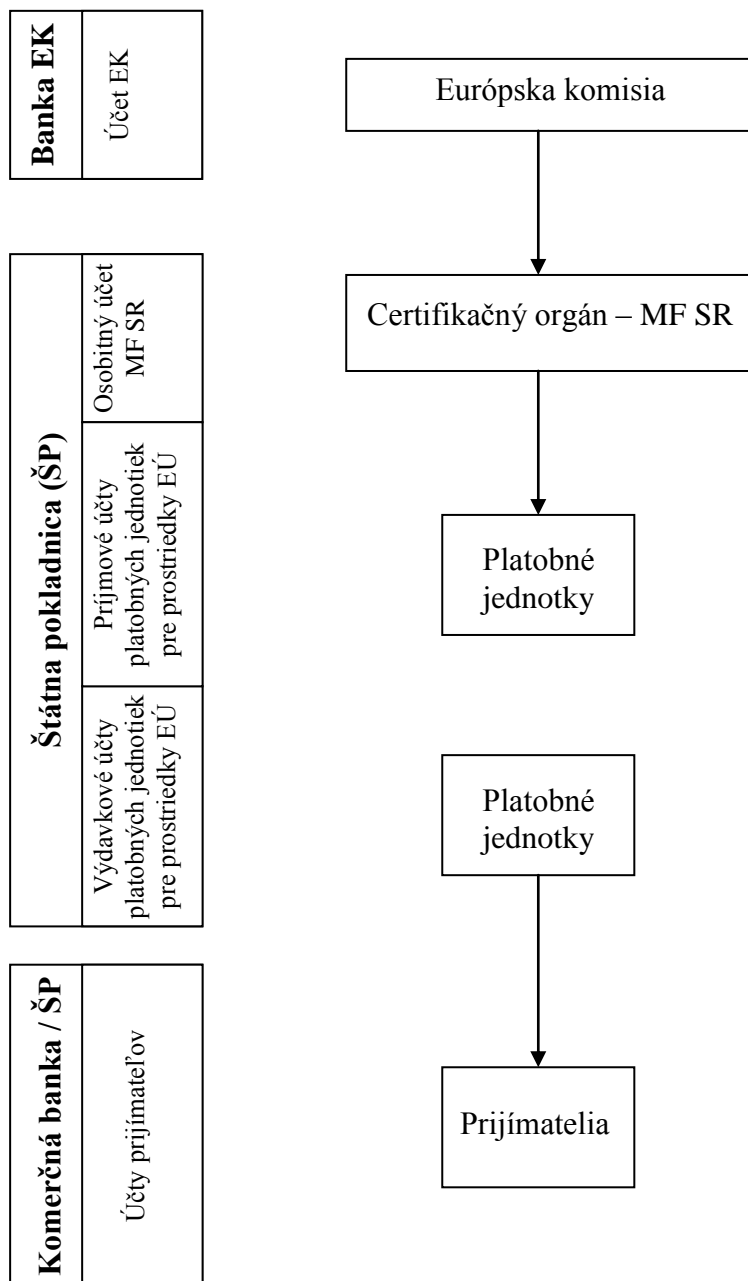 Banka EK
Účet EK
Európska komisia
Štátna pokladnica (ŠP)
Osobitný účet
MF SR
Certifikačný orgán – MF SR
Príjmové účty
platobných jednotiek
pre prostriedky EÚ
Platobné
jednotky
Výdavkové účty
platobných jednotiek
pre prostriedky EÚ
Platobné
jednotky
Komerčná banka / ŠP
Účty prijímateľov
Prijímatelia